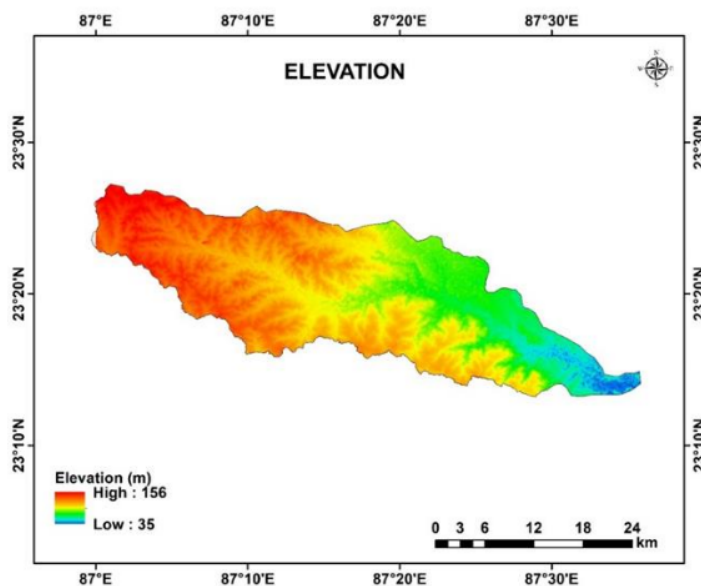 87°E 87°10'E 87°20'E 87°30'E
ELEVATION
23°30'N 23°30'N
23°20'N 23°20'N
23°10'N 23°10'N
Elevation (m)
High : 156
Low : 35
0 3 6 12 18 24
km
87°E 87°10'E 87°20'E 87°30'E